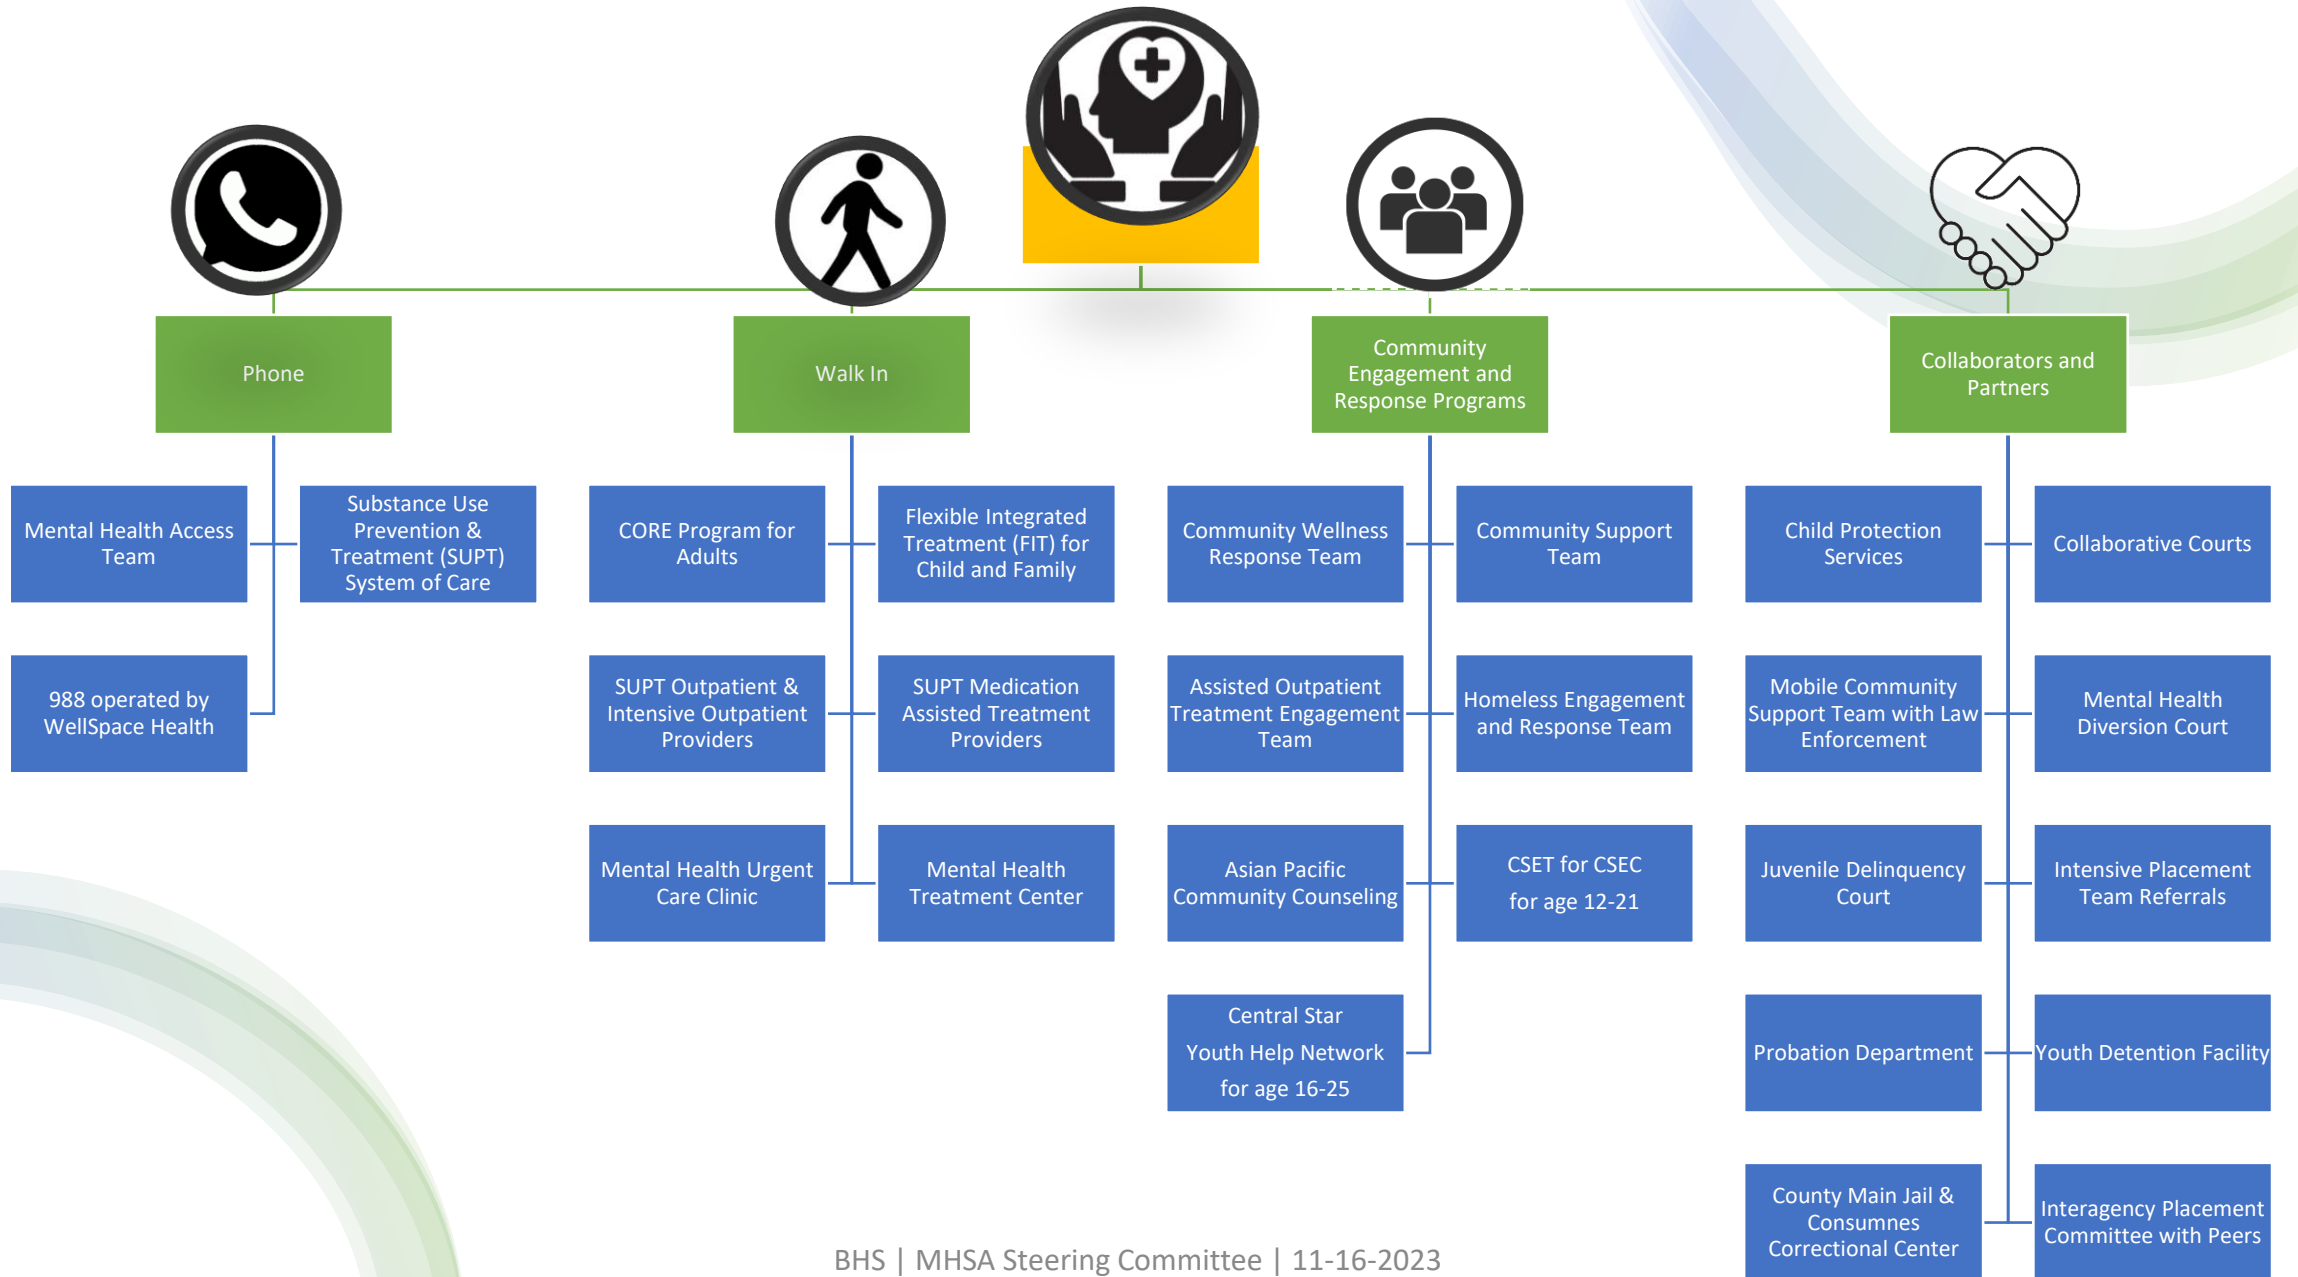 Phone
Walk In
Community
Engagement and
Response Programs
Collaborators and
Partners
Mental Health Access
Team
Substance Use
Prevention &
Treatment (SUPT)
System of Care
988 operated by
WellSpace Health
CORE Program for
Adults
Flexible Integrated
Treatment (FIT) for
Child and Family
SUPT Outpatient &
Intensive Outpatient
Providers
SUPT Medication
Assisted Treatment
Providers
Mental Health Urgent
Care Clinic
Mental Health
Treatment Center
Community Wellness
Response Team
Community Support
Team
Assisted Outpatient
Treatment Engagement
Team
Homeless Engagement
and Response Team
Asian Pacific
Community Counseling
CSET for CSEC
for age 12-21
Central Star
Youth Help Network
for age 16-25
Child Protection
Services
Collaborative Courts
Mobile Community
Support Team with Law
Enforcement
Mental Health
Diversion Court
Juvenile Delinquency
Court
Intensive Placement
Team Referrals
Probation Department
Youth Detention Facility
County Main Jail &
Consumnes
Correctional Center
Interagency Placement
Committee with Peers
BHS | MHSA Steering Committee | 11-16-2023